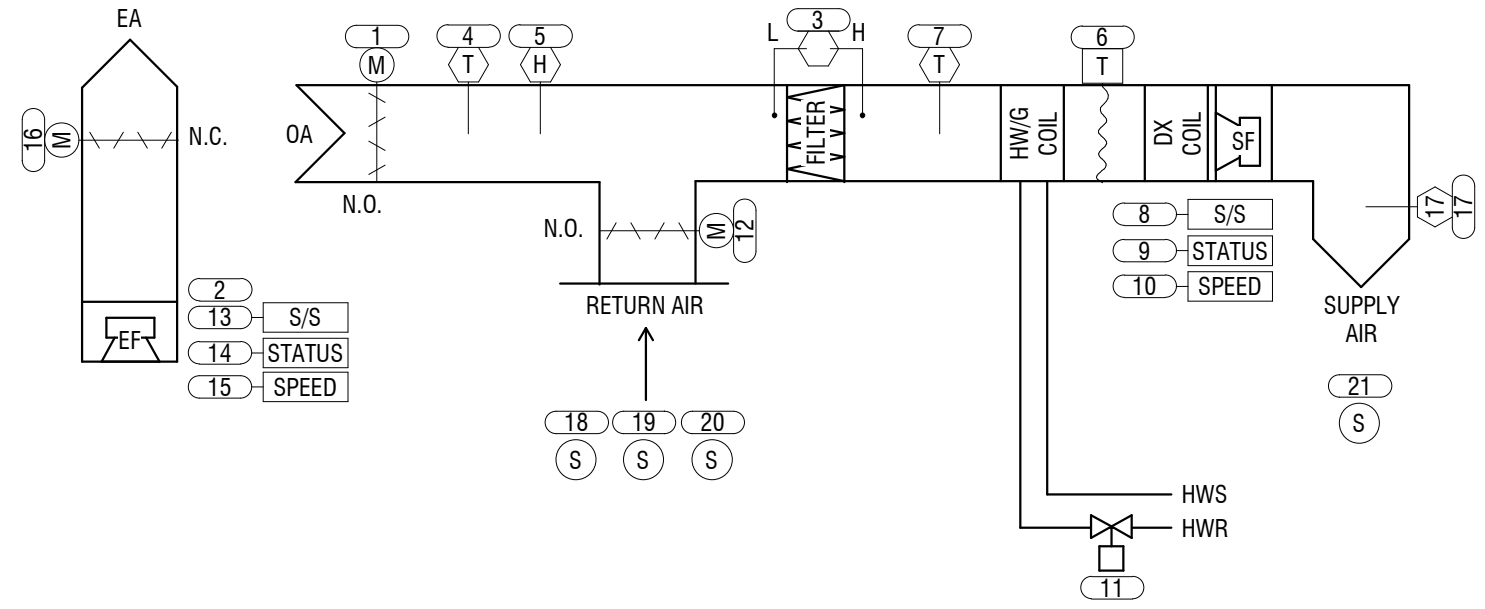 EA
16
M
N.C.
2
13
S/S
14
STATUS
15
SPEED
EF
OA
1
M
N.O.
4
T
5
H
L
3
H
FILTER
7
T
HW/G
COIL
6
T
DX
COIL
SF
N.O.
M
12
RETURN AIR
18
S
19
S
20
S
8
S/S
9
STATUS
10
SPEED
17
17
SUPPLY
AIR
21
S
HWS
HWR
11